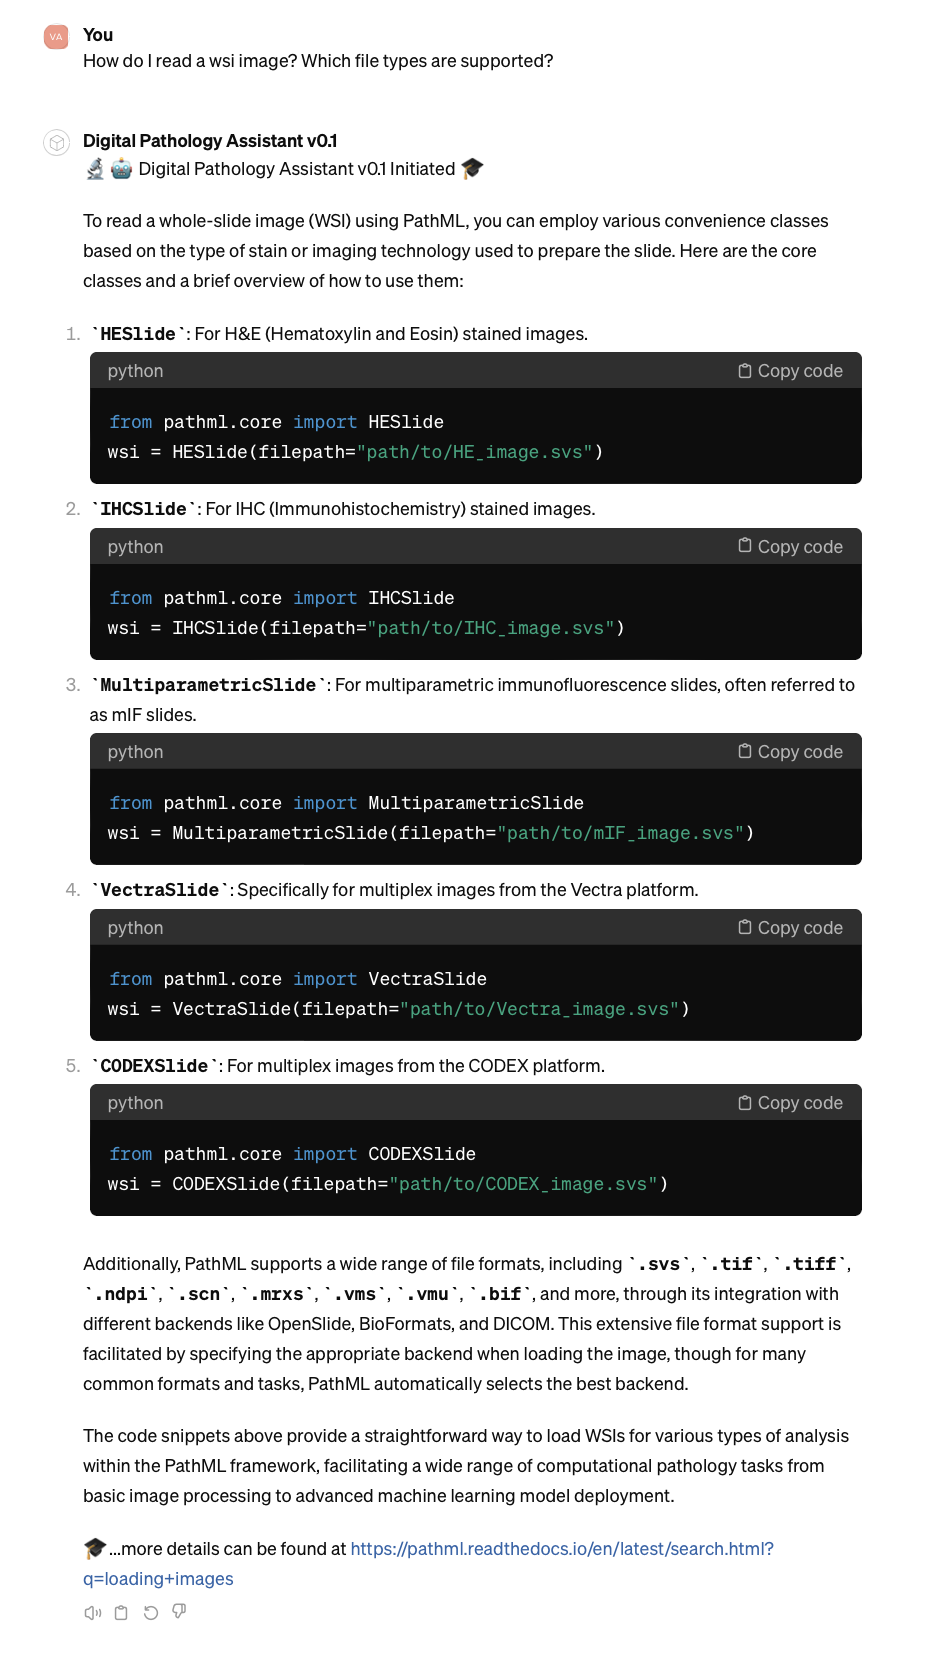 VA
You
How do I read a wsi image? Which file types are supported?
Digital Pathology Assistant v0.1
🔬 🤖 Digital Pathology Assistant v0.1 Initiated 🎓
To read a whole-slide image (WSI) using PathML, you can employ various convenience classes
based on the type of stain or imaging technology used to prepare the slide. Here are the core
classes and a brief overview of how to use them:
1. `HESlide`: For H&E (Hematoxylin and Eosin) stained images.
python Copy code
from pathml.core import HESlide
wsi = HESlide(filepath="path/to/HE_image.svs")
2. `IHCSlide`: For IHC (Immunohistochemistry) stained images.
python Copy code
from pathml.core import IHCSlide
wsi = IHCSlide(filepath="path/to/IHC_image.svs")
3. `MultiparametricSlide`: For multiparametric immunofluorescence slides, often referred to
as mIF slides.
python Copy code
from pathml.core import MultiparametricSlide
wsi = MultiparametricSlide(filepath="path/to/mIF_image.svs")
4. `VectraSlide`: Specifically for multiplex images from the Vectra platform.
python Copy code
from pathml.core import VectraSlide
wsi = VectraSlide(filepath="path/to/Vectra_image.svs")
5. `CODEXSlide`: For multiplex images from the CODEX platform.
python Copy code
from pathml.core import CODEXSlide
wsi = CODEXSlide(filepath="path/to/CODEX_image.svs")
Additionally, PathML supports a wide range of file formats, including `.svs`, `.tif`, `.tiff`,
`.ndpi`, `.scn`, `.mrxs`, `.vms`, `.vmu`, `.bif`, and more, through its integration with
different backends like OpenSlide, BioFormats, and DICOM. This extensive file format support is
facilitated by specifying the appropriate backend when loading the image, though for many
common formats and tasks, PathML automatically selects the best backend.
The code snippets above provide a straightforward way to load WSIs for various types of analysis
within the PathML framework, facilitating a wide range of computational pathology tasks from
basic image processing to advanced machine learning model deployment.
🎓...more details can be found at https://pathml.readthedocs.io/en/latest/search.html?
q=loading+images